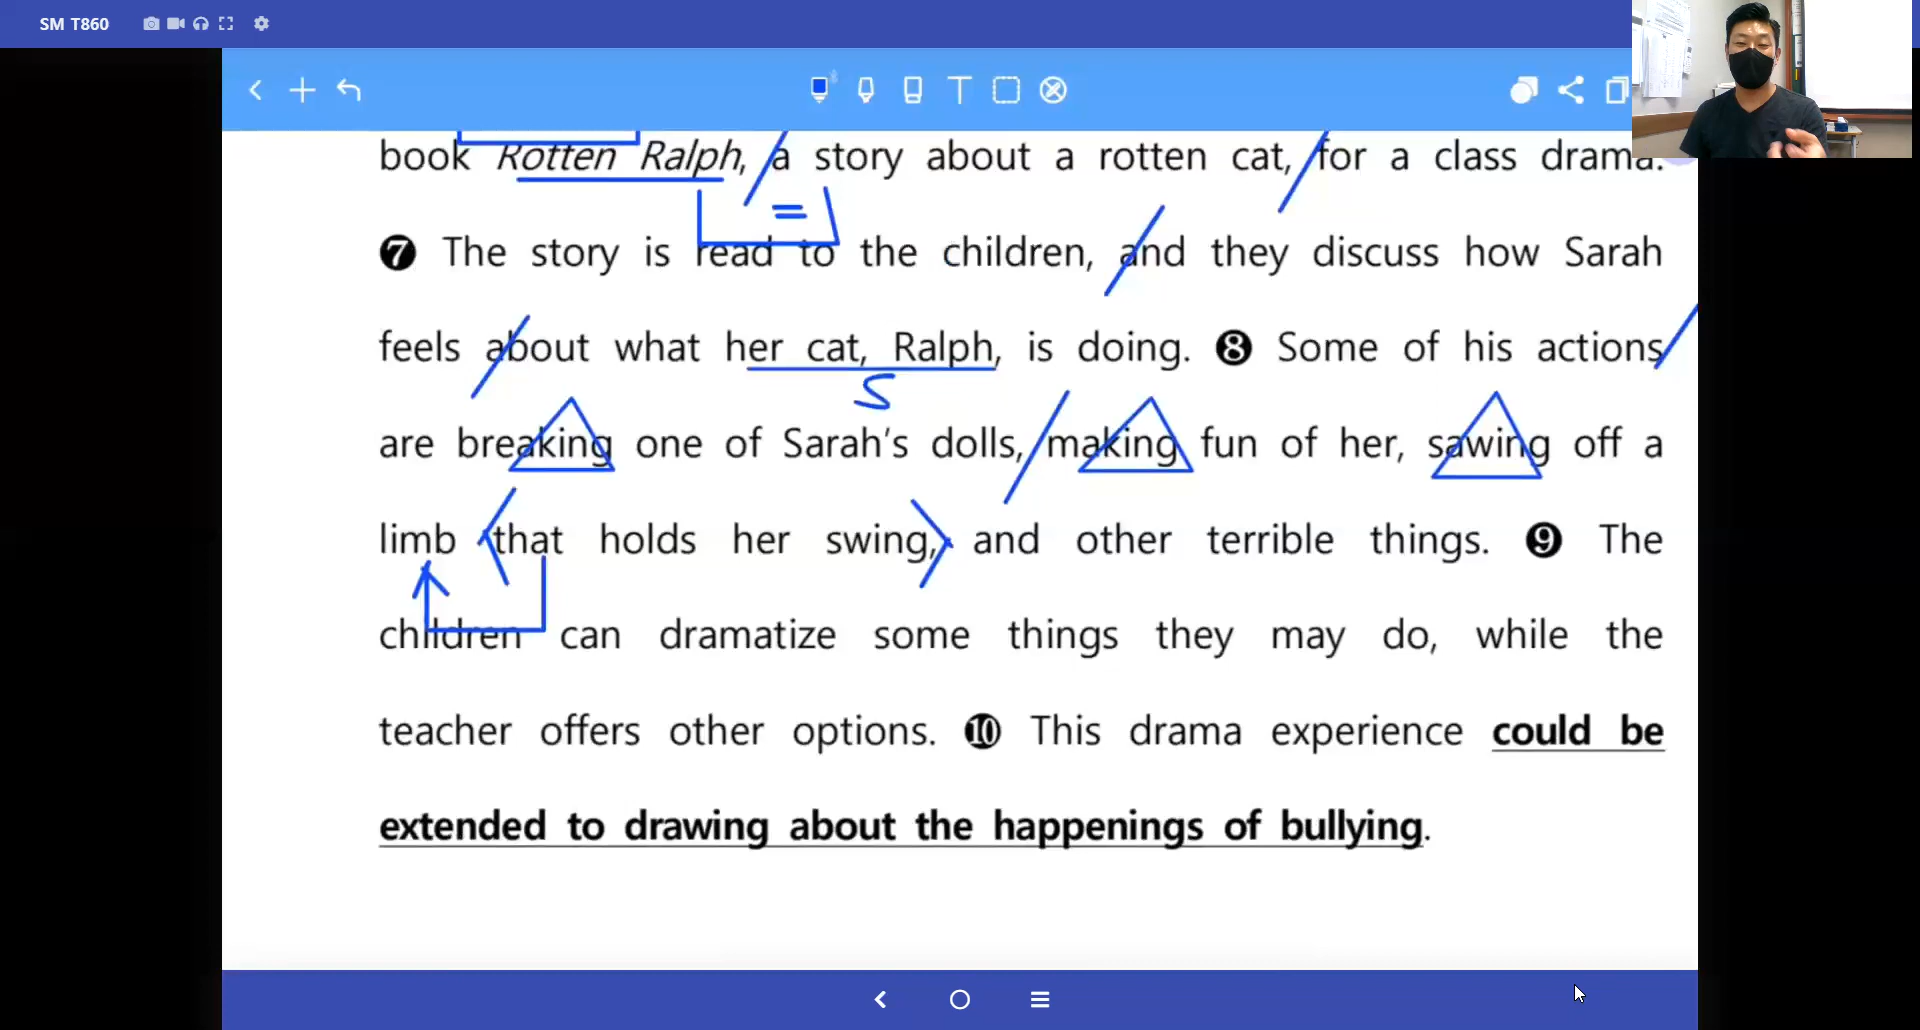 SM T860
book Rotten Ralph, a story about a rotten cat, for a class drama.
❼ The story is read to the children, and they discuss how Sarah
feels about what her cat, Ralph, is doing. ❽ Some of his actions
are breaking one of Sarah's dolls, making fun of her, sawing off a
limb that holds her swing, and other terrible things. ❾ The
children can dramatize some things they may do, while the
teacher offers other options. ❿ This drama experience could be
extended to drawing about the happenings of bullying.
=
S